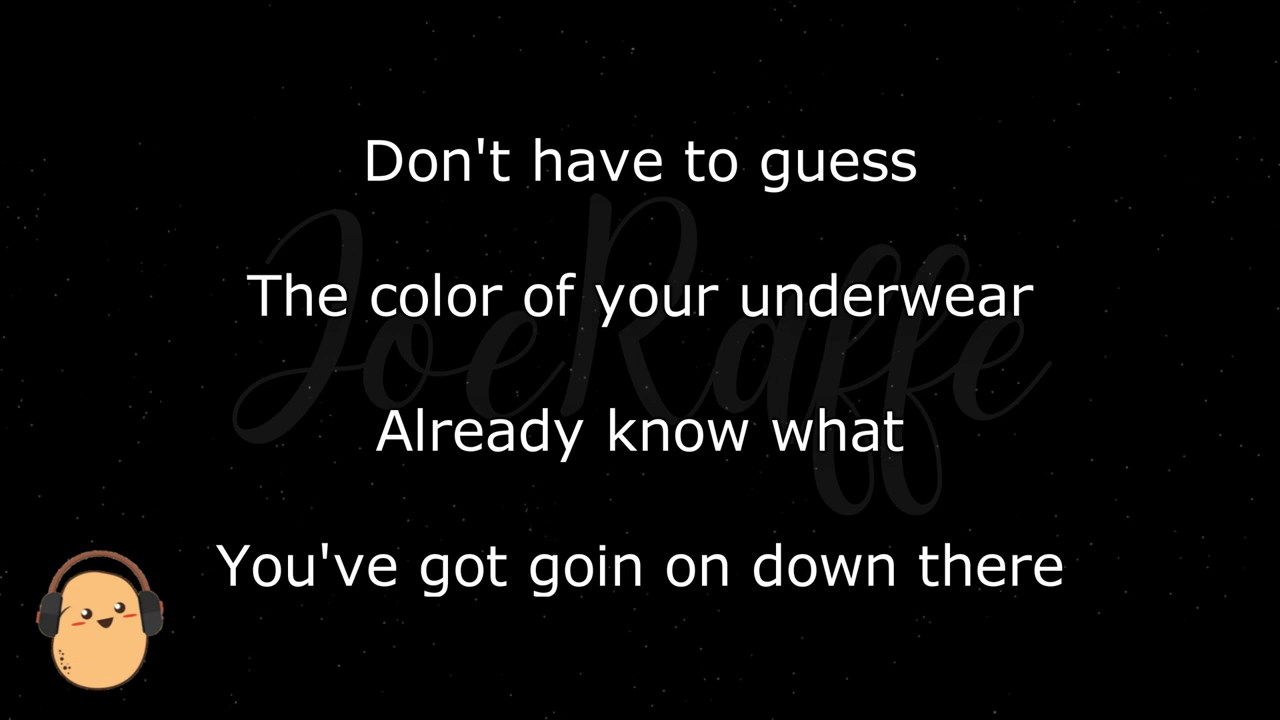 Don't have to guess
JoeRaffe
The color of your underwear
Already know what
You've got goin on down there